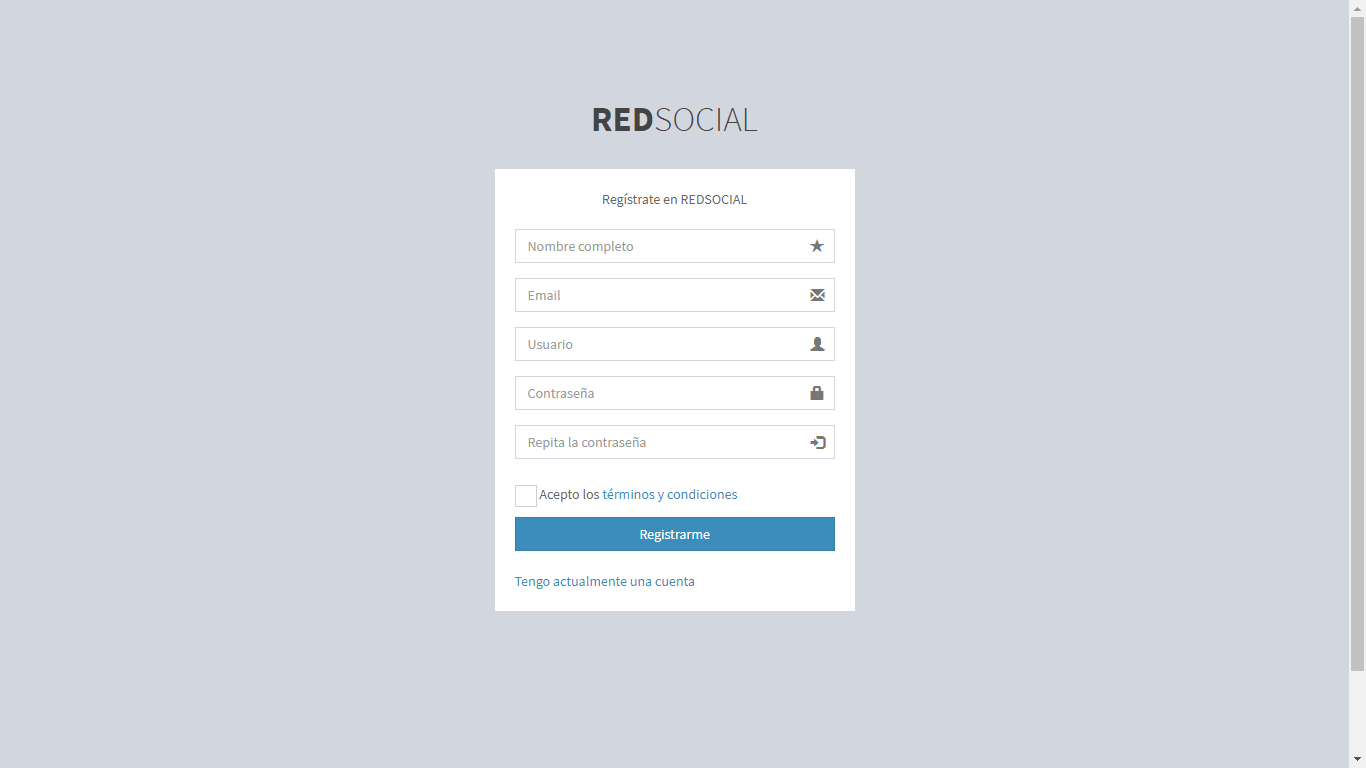 REDSOCIAL
Regístrate en REDSOCIAL
Nombre completo
Email
Usuario
Contraseña
Repita la contraseña
Acepto los términos y condiciones
Registrarme
Tengo actualmente una cuenta